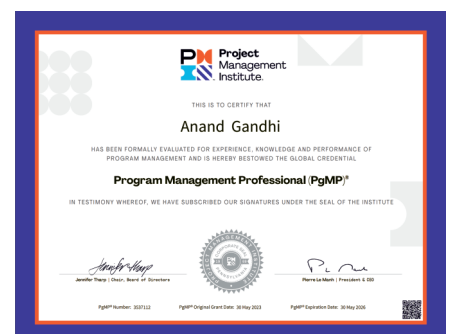 Project
Management
Institute.
THIS IS TO CERTIFY THAT
Anand Gandhi
HAS BEEN FORMALLY EVALUATED FOR EXPERIENCE, KNOWLEDGE AND PERFORMANCE OF
PROGRAM MANAGEMENT AND IS HEREBY BESTOWED THE GLOBAL CREDENTIAL
Program Management Professional (PgMP)®
IN TESTIMONY WHEREOF, WE HAVE SUBSCRIBED OUR SIGNATURES UNDER THE SEAL OF THE INSTITUTE
Jennifer Tharp | Chair, Board of Directors
Pierre Le Manh | President & CEO
PgMP® Number: 3537112
PgMP® Original Grant Date: 30 May 2023
PgMP® Expiration Date: 30 May 2026